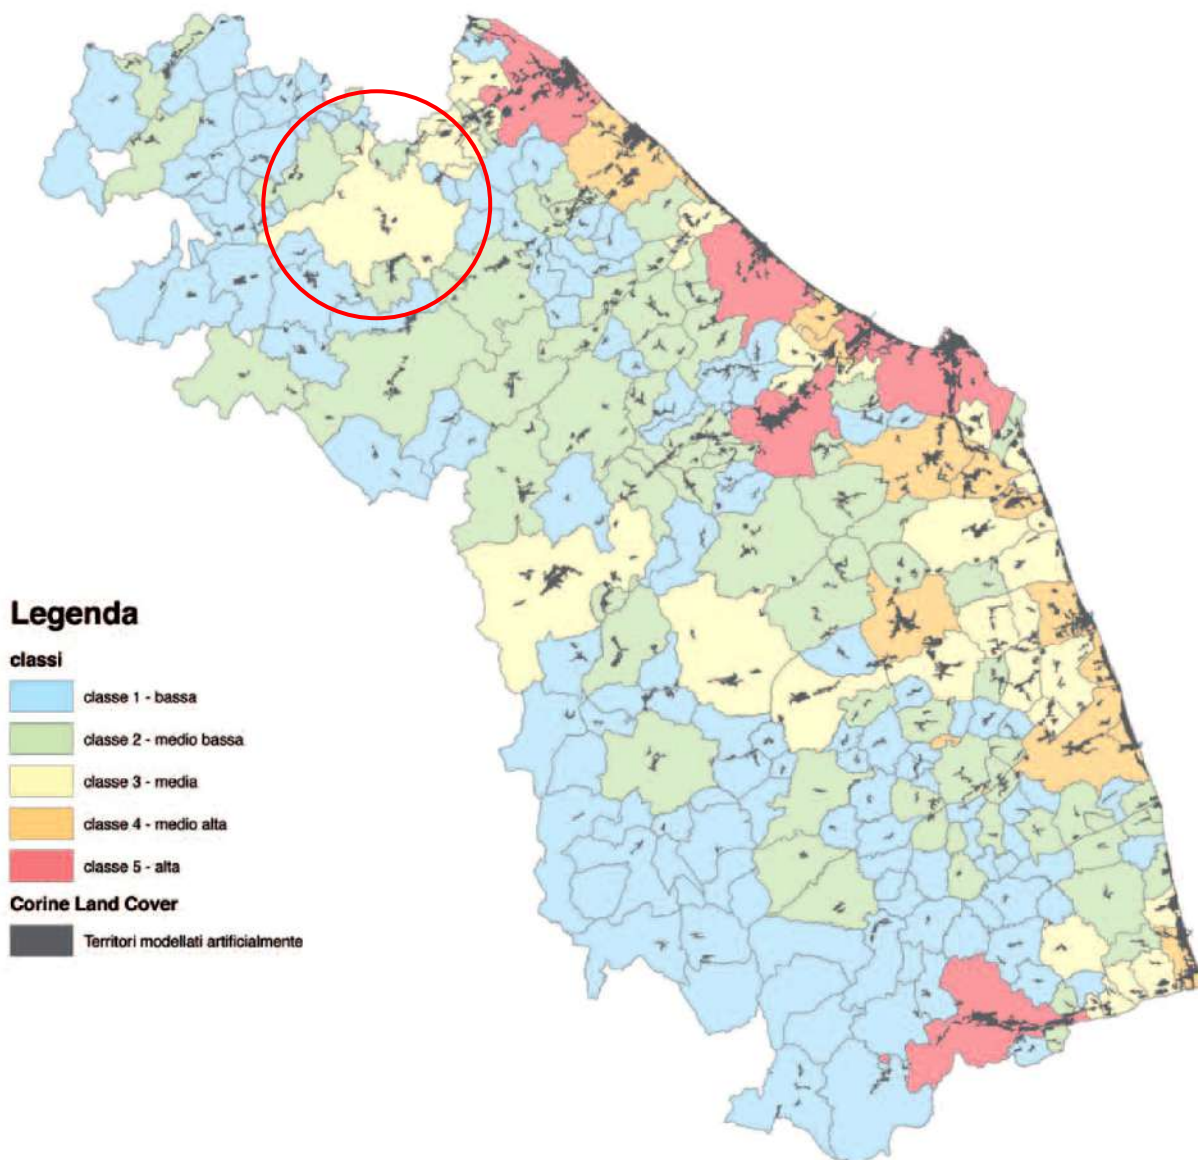 Legenda
classi
classe 1 - bassa
classe 2 - medio bassa
classe 3 - media
classe 4 - medio alta
classe 5 - alta
Corine Land Cover
Territori modellati artificialmente